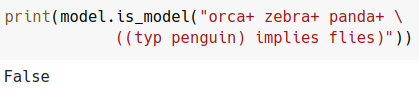 print(model.is_model("orca+ zebra+ panda+ \
((typ penguin) implies flies)"))
False